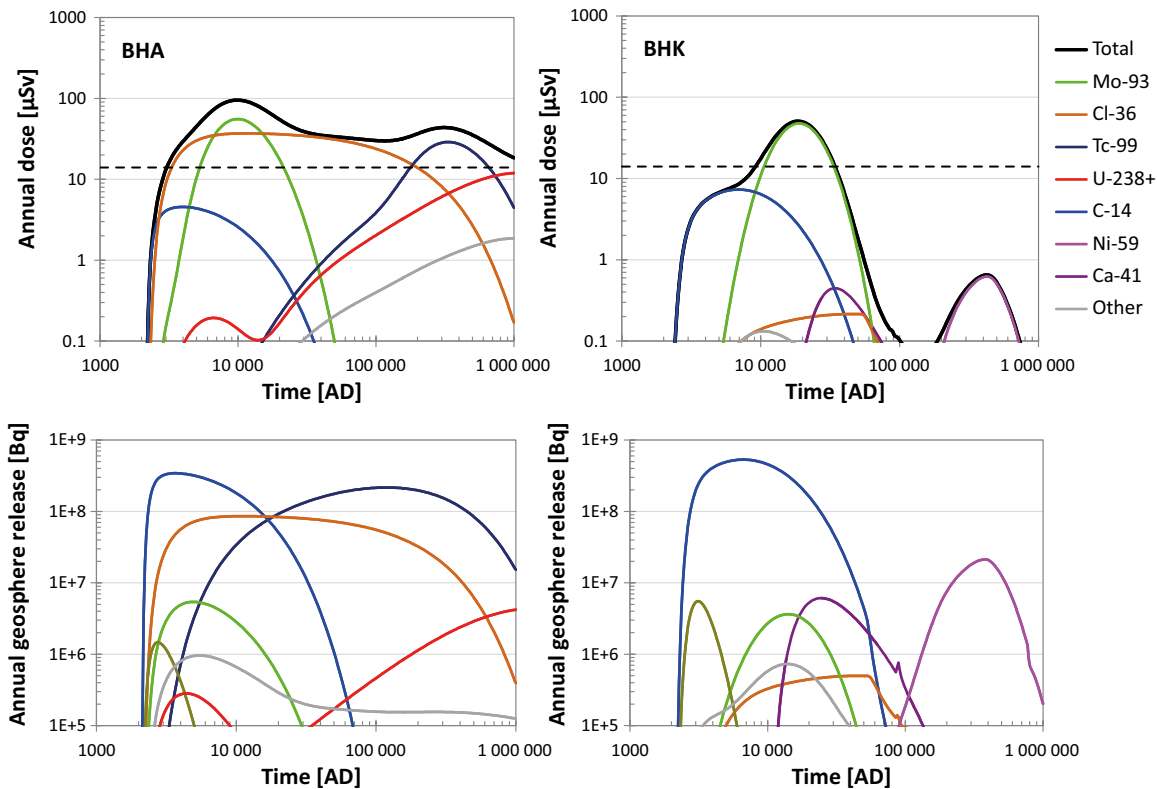 BHA
Annual dose [µSv]
1000
100
10
1
0.1
1000
10 000
100 000
1 000 000
Time [AD]
BHK
Annual dose [µSv]
1000
100
10
1
0.1
1000
10 000
100 000
1 000 000
Time [AD]
Total
Mo-93
Cl-36
Tc-99
U-238+
C-14
Ni-59
Ca-41
Other
Annual geosphere release [Bq]
1E+9
1E+8
1E+7
1E+6
1E+5
1000
10 000
100 000
1 000 000
Time [AD]
Annual geosphere release [Bq]
1E+9
1E+8
1E+7
1E+6
1E+5
1000
10 000
100 000
1 000 000
Time [AD]